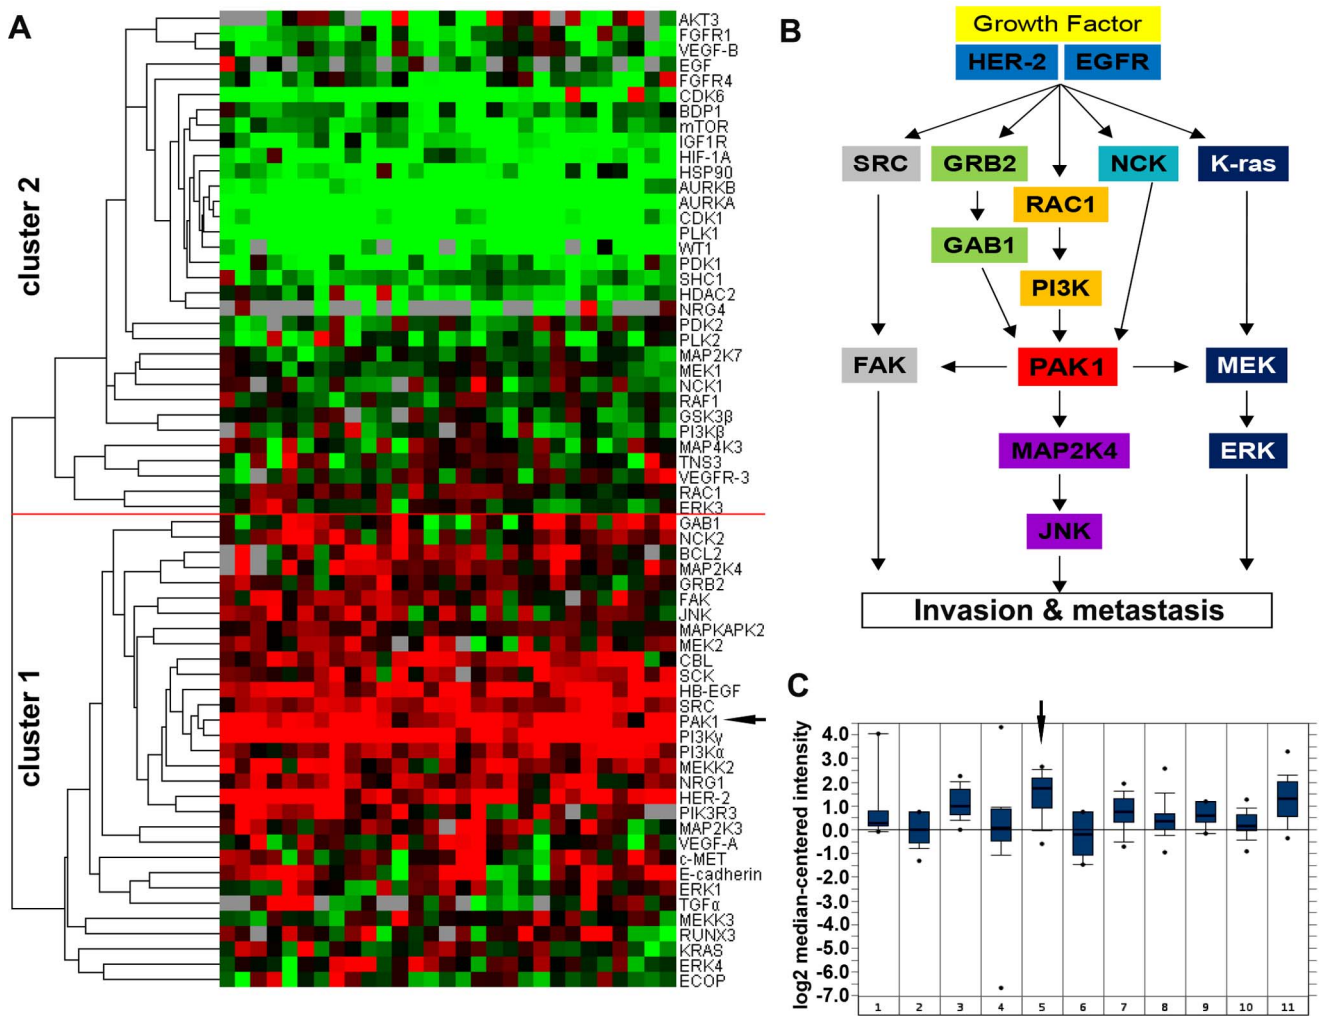 A
AKT3
FGFR1
VEGF-B
EGF
FGFR4
CDK6
BDP1
mTOR
IGF1R
HIF-1A
HSP90
AURKB
AURKA
CDK1
PLK1
WT1
PDK1
SHC1
HDAC2
NRG4
PDK2
PLK2
MAP2K7
MEK1
NCK1
RAF1
GSK3β
PI3Kβ
MAP4K3
TNS3
VEGFR-3
RAC1
ERK3
GAB1
NCK2
BCL2
MAP2K4
GRB2
FAK
JNK
MAPKAPK2
MEK2
CBL
SCK
HB-EGF
SRC
PAK1
PI3Kγ
PI3Kα
MEKK2
NRG1
HER-2
PIK3R3
MAP2K3
VEGF-A
c-MET
E-cadherin
ERK1
TGFα
MEKK3
RUNX3
KRAS
ERK4
ECOP
cluster 2
cluster 1
B
Growth Factor
HER-2 EGFR
SRC GRB2 NCK K-ras
RAC1
GAB1
PI3K
FAK PAK1 MEK
MAP2K4 ERK
JNK
Invasion & metastasis
C
log2 median-centered intensity
4.0
3.0
2.0
1.0
0.0
-1.0
-2.0
-3.0
-4.0
-5.0
-6.0
-7.0
1 2 3 4 5 6 7 8 9 10 11